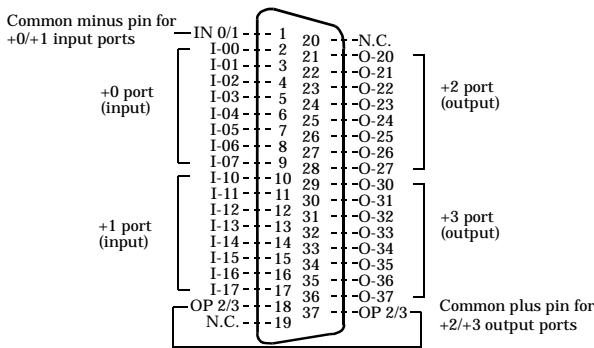 Common minus pin for
+0/+1 input ports
IN 0/1 1
I-00 2
I-01 3
I-02 4
I-03 5
I-04 6
I-05 7
I-06 8
I-07 9
I-10 10
I-11 11
I-12 12
I-13 13
I-14 14
I-15 15
I-16 16
I-17 17
OP 2/3 18
N.C. 19
+0 port
(input)
+1 port
(input)
20 N.C.
21 O-20
22 O-21
23 O-22
24 O-23
25 O-24
26 O-25
27 O-26
28 O-27
29 O-30
30 O-31
31 O-32
32 O-33
33 O-34
34 O-35
35 O-36
36 O-37
37 OP 2/3
+2 port
(output)
+3 port
(output)
Common plus pin for
+2/+3 output ports